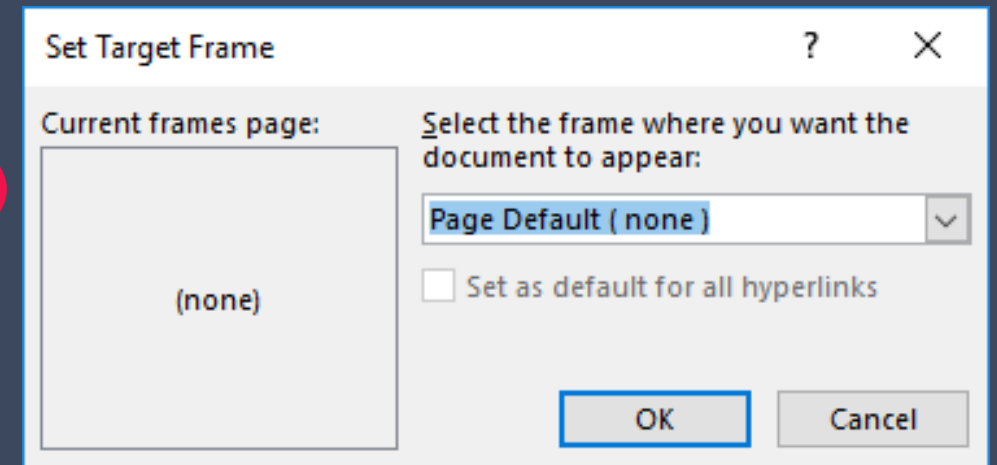 Set Target Frame
?
Current frames page:
(none)
Select the frame where you want the
document to appear:
Page Default ( none )
Set as default for all hyperlinks
OK
Cancel